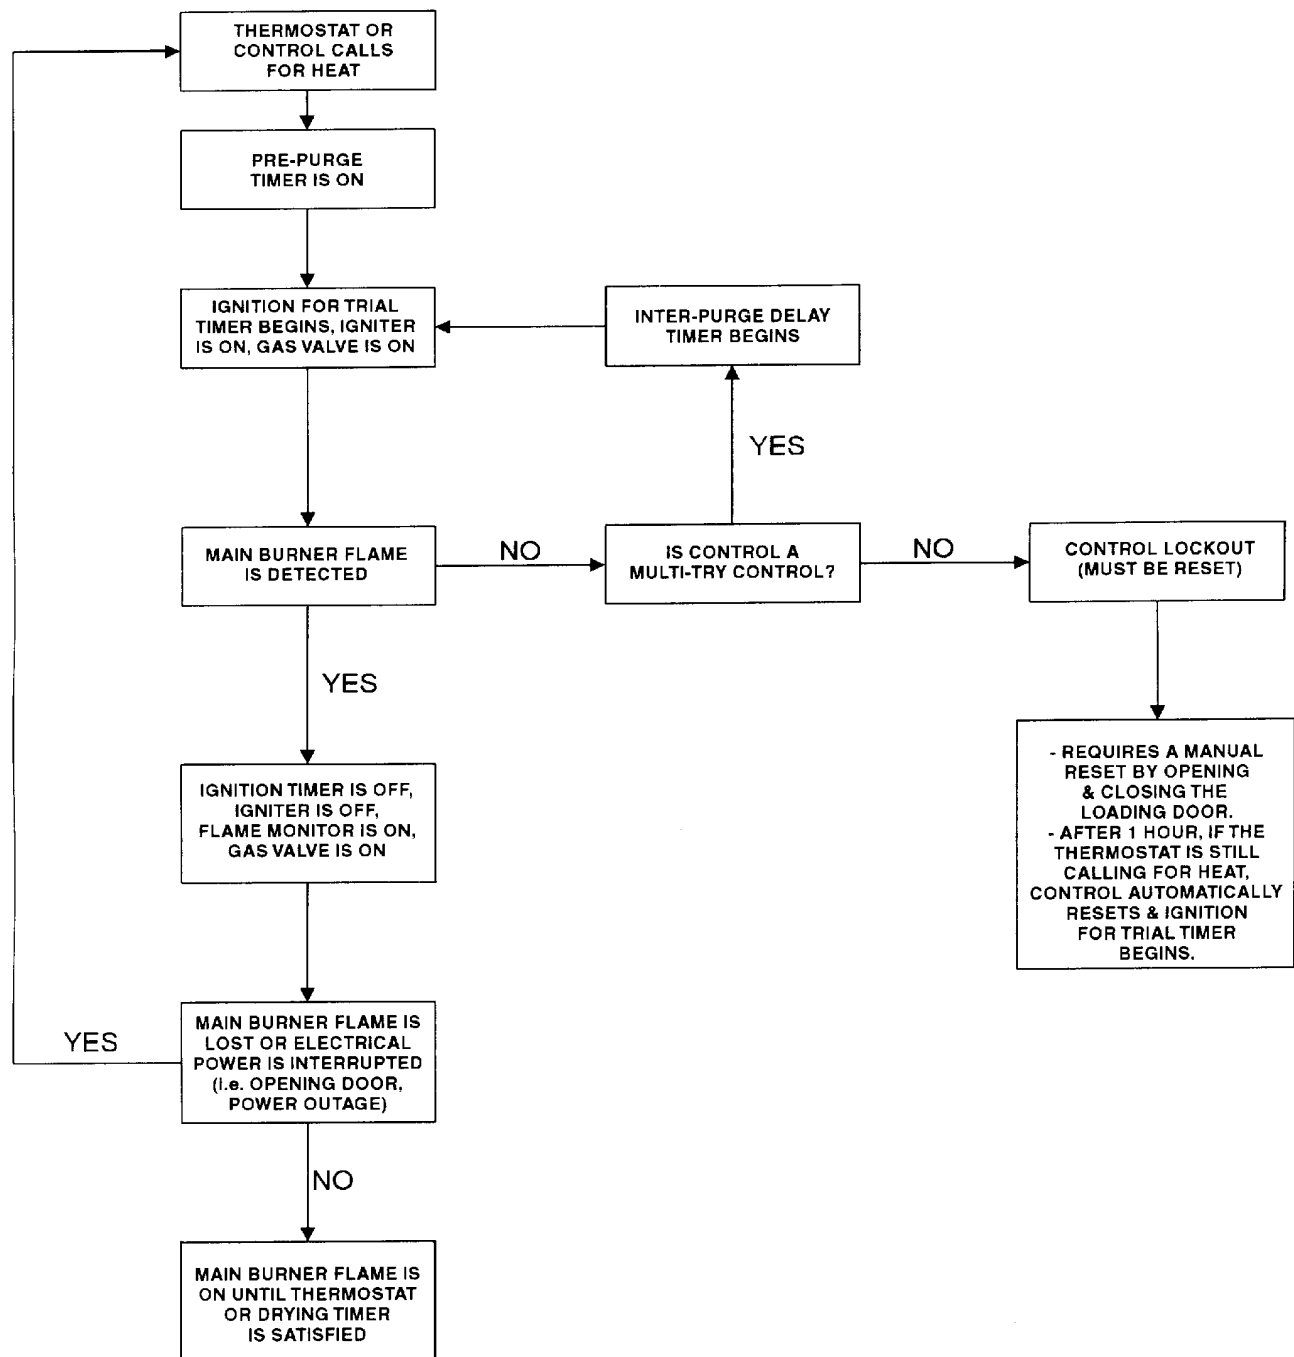 THERMOSTAT OR
CONTROL CALLS
FOR HEAT
PRE-PURGE
TIMER IS ON
IGNITION FOR TRIAL
TIMER BEGINS, IGNITER
IS ON, GAS VALVE IS ON
INTER-PURGE DELAY
TIMER BEGINS
YES
MAIN BURNER FLAME
IS DETECTED
NO
IS CONTROL A
MULTI-TRY CONTROL?
NO
CONTROL LOCKOUT
(MUST BE RESET)
YES
- REQUIRES A MANUAL
RESET BY OPENING
& CLOSING THE
LOADING DOOR.
- AFTER 1 HOUR, IF THE
THERMOSTAT IS STILL
CALLING FOR HEAT,
CONTROL AUTOMATICALLY
RESETS & IGNITION
FOR TRIAL TIMER
BEGINS.
IGNITION TIMER IS OFF,
IGNITER IS OFF,
FLAME MONITOR IS ON,
GAS VALVE IS ON
YES
MAIN BURNER FLAME IS
LOST OR ELECTRICAL
POWER IS INTERRUPTED
(i.e. OPENING DOOR,
POWER OUTAGE)
NO
MAIN BURNER FLAME IS
ON UNTIL THERMOSTAT
OR DRYING TIMER
IS SATISFIED